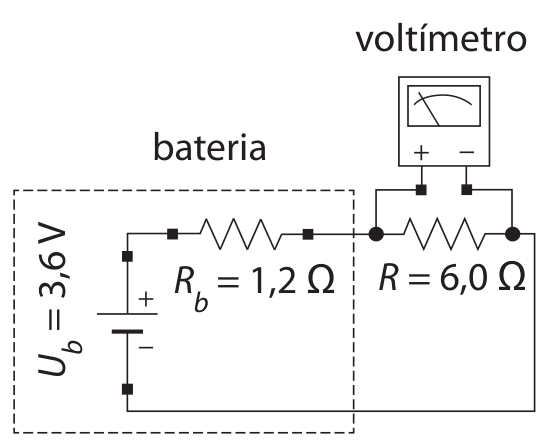 voltímetro
+ −
bateria
U_b = 3,6 V
+
−
R_b = 1,2 Ω
R = 6,0 Ω